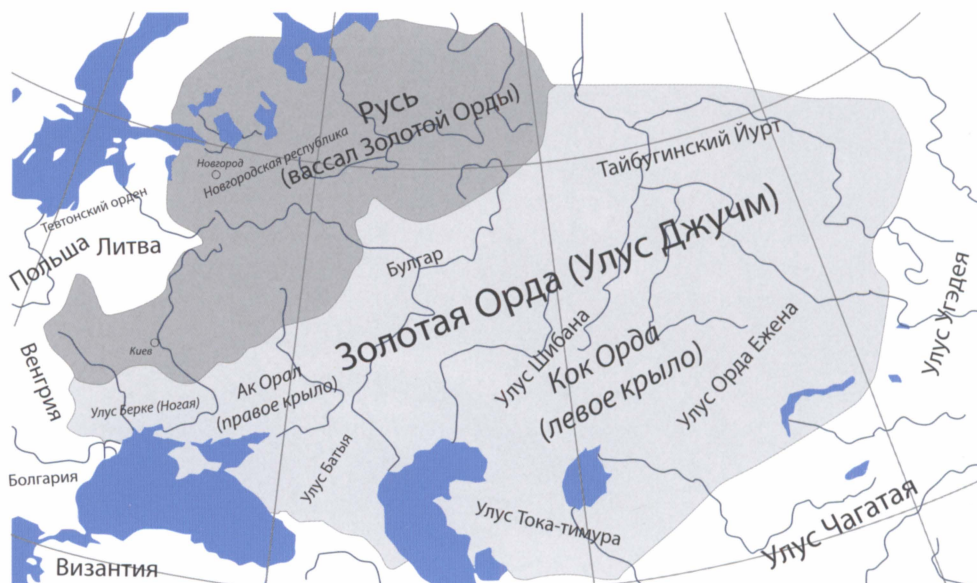 Русь
(вассал Золотой Орды)
Новгородская республика
Новгород
Тайбугинский Йурт
Тевтонский орден
Польша
Литва
Булгар
Золотая Орда (Улус Джучм)
Улус Угэдея
Киев
Венгрия
Улус Шибана
Кок Орда
(левое крыло)
Улус Орда Ежена
Ак Орал
(правое крыло)
Улус Берке (Ногая)
Улус Батыя
Болгария
Улус Тока-тимура
Улус Чагатая
Византия